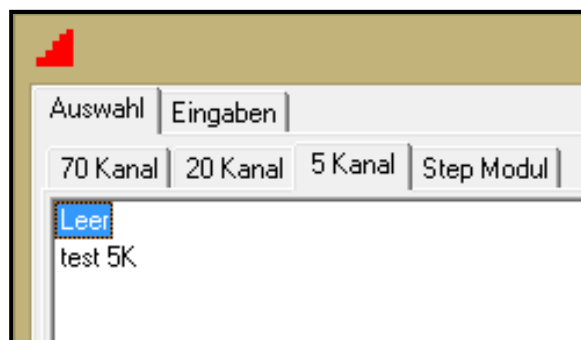 Auswahl Eingaben
70 Kanal 20 Kanal 5 Kanal Step Modul
Leer
test 5K